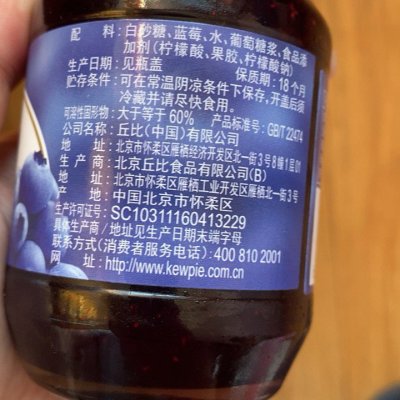 配　料：白砂糖、蓝莓、水、葡萄糖浆、食品添
加剂(柠檬酸、果胶、柠檬酸钠)
生产日期：见瓶盖　保质期：18个月
贮存条件：可在常温阴凉条件下保存，开盖后须
冷藏并请尽快食用。
可溶性固形物：大于等于60%　产品标准号：GB/T 22474
公司名称：丘比(中国)有限公司
地　址：北京市怀柔区雁栖经济开发区北一街3号8幢1层01
生产商：北京丘比食品有限公司(B)
地　址：北京市怀柔区雁栖工业开发区雁栖北一街3号
产　地：中国北京市怀柔区
生产许可证号：SC10311160413229
具体生产商/地址见生产日期末端字母
联系方式(消费者服务电话)：400 810 2001
网　址：http://www.kewpie.com.cn